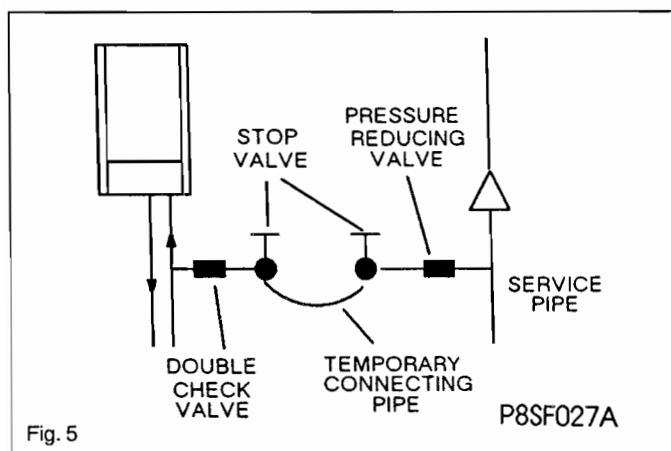 STOP
VALVE
PRESSURE
REDUCING
VALVE
SERVICE
PIPE
DOUBLE
CHECK
VALVE
TEMPORARY
CONNECTING
PIPE
P8SF027A
Fig. 5